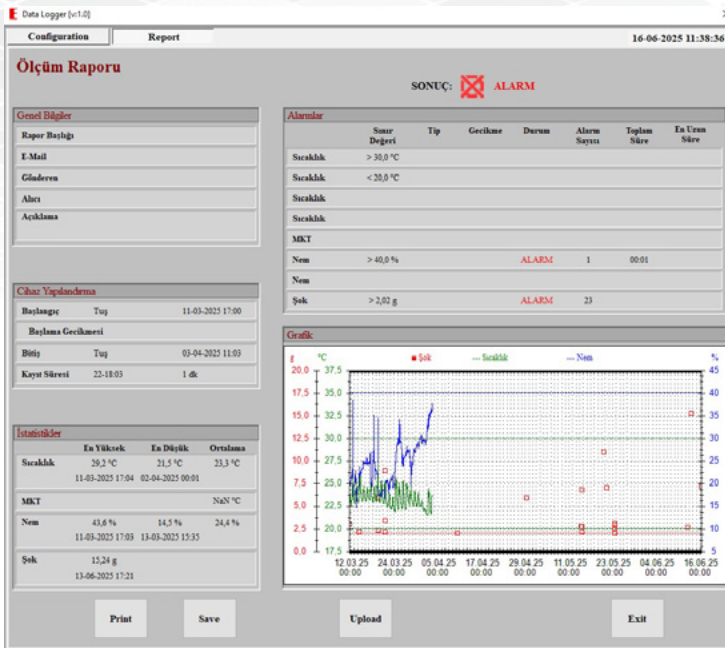 Data Logger [v:1.0]
Configuration Report 16-06-2025 11:38:36
Ölçüm Raporu
SONUÇ: ALARM
Genel Bilgiler
Rapor Başlığı
E-Mail
Gönderen
Alıcı
Açıklama
Alarmlar
Sınır Değeri Tip Gecikme Durum Alarm Sayısı Toplam Süre En Uzun Süre
Sıcaklık > 30,0 °C
Sıcaklık < 20,0 °C
Sıcaklık
Sıcaklık
MKT
Nem > 40,0 % ALARM 1 00:01
Nem
Şok > 2,02 g ALARM 23
Cihaz Yapılandırma
Başlangıç Tuş 11-03-2025 17:00
Başlama Gecikmesi
Bitiş Tuş 03-04-2025 11:03
Kayıt Süresi 22-18:03 1 dk
İstatistikler
En Yüksek En Düşük Ortalama
Sıcaklık 29,2 °C 21,5 °C 23,3 °C
11-03-2025 17:04 02-04-2025 00:01
MKT NaN °C
Nem 43,6 % 14,5 % 24,4 %
11-03-2025 17:03 13-03-2025 15:35
Şok 15,24 g
13-06-2025 17:21
Grafik
g °C Şok Sıcaklık Nem %
20,0 37,5 45
17,5 35,0 40
15,0 32,5 35
12,5 30,0 30
10,0 27,5 25
7,5 25,0 20
5,0 22,5 15
2,5 20,0 10
0,0 17,5 5
12.03.25 24.03.25 05.04.25 17.04.25 29.04.25 11.05.25 23.05.25 04.06.25 16.06.25
00:00 00:00 00:00 00:00 00:00 00:00 00:00 00:00 00:00
Print Save Upload Exit